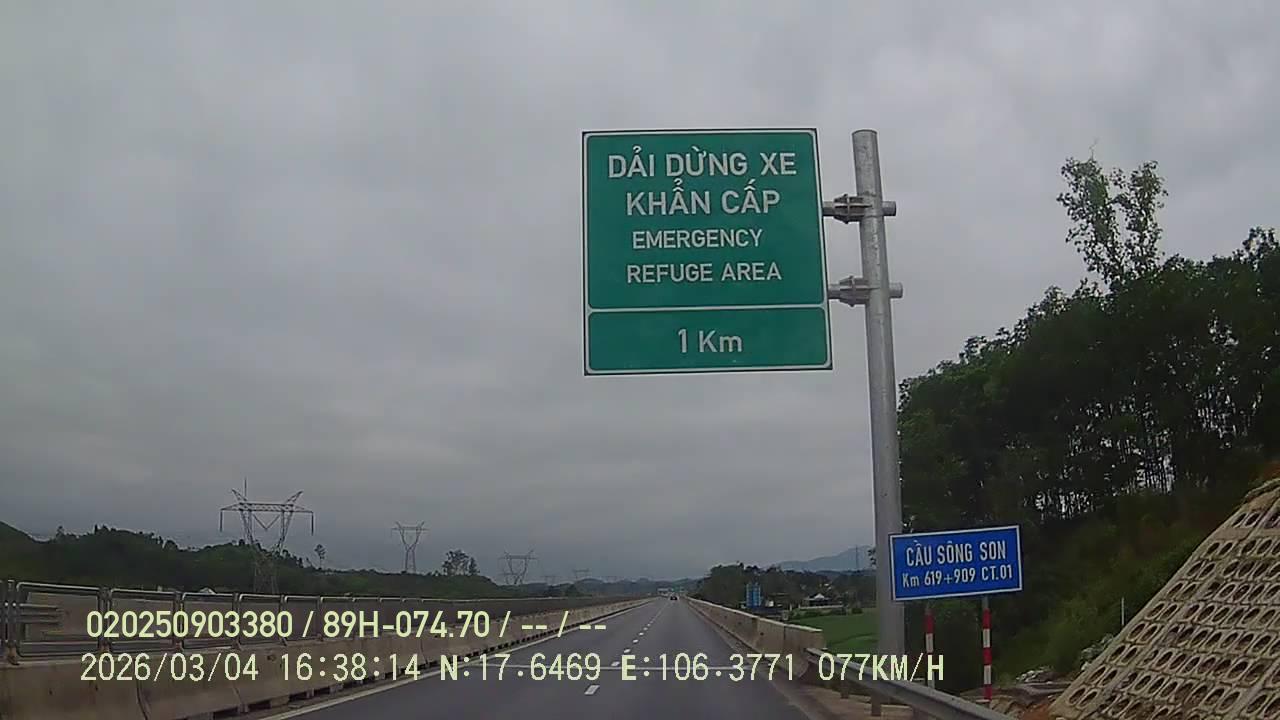 DẢI DỪNG XE
KHẨN CẤP
EMERGENCY
REFUGE AREA
1 Km
CẦU SÔNG SON
Km 619+909 CT.01
020250903380 / 89H-074.70 / -- / --
2026/03/04 16:38:14 N:17.6469 E:106.3771 077KM/H